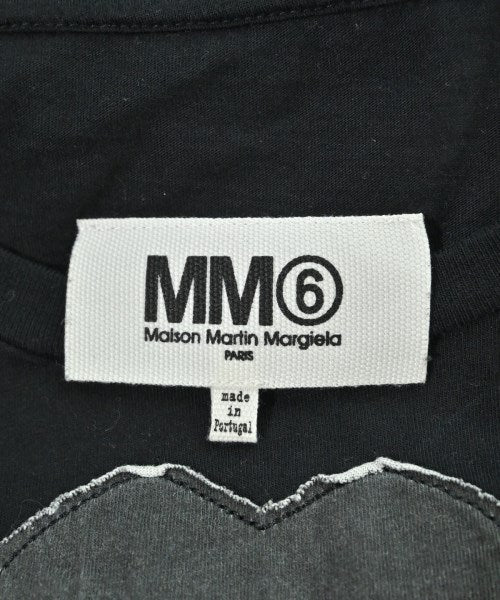 MM⑥
Maison Martin Margiela
PARIS
made
in
Portugal